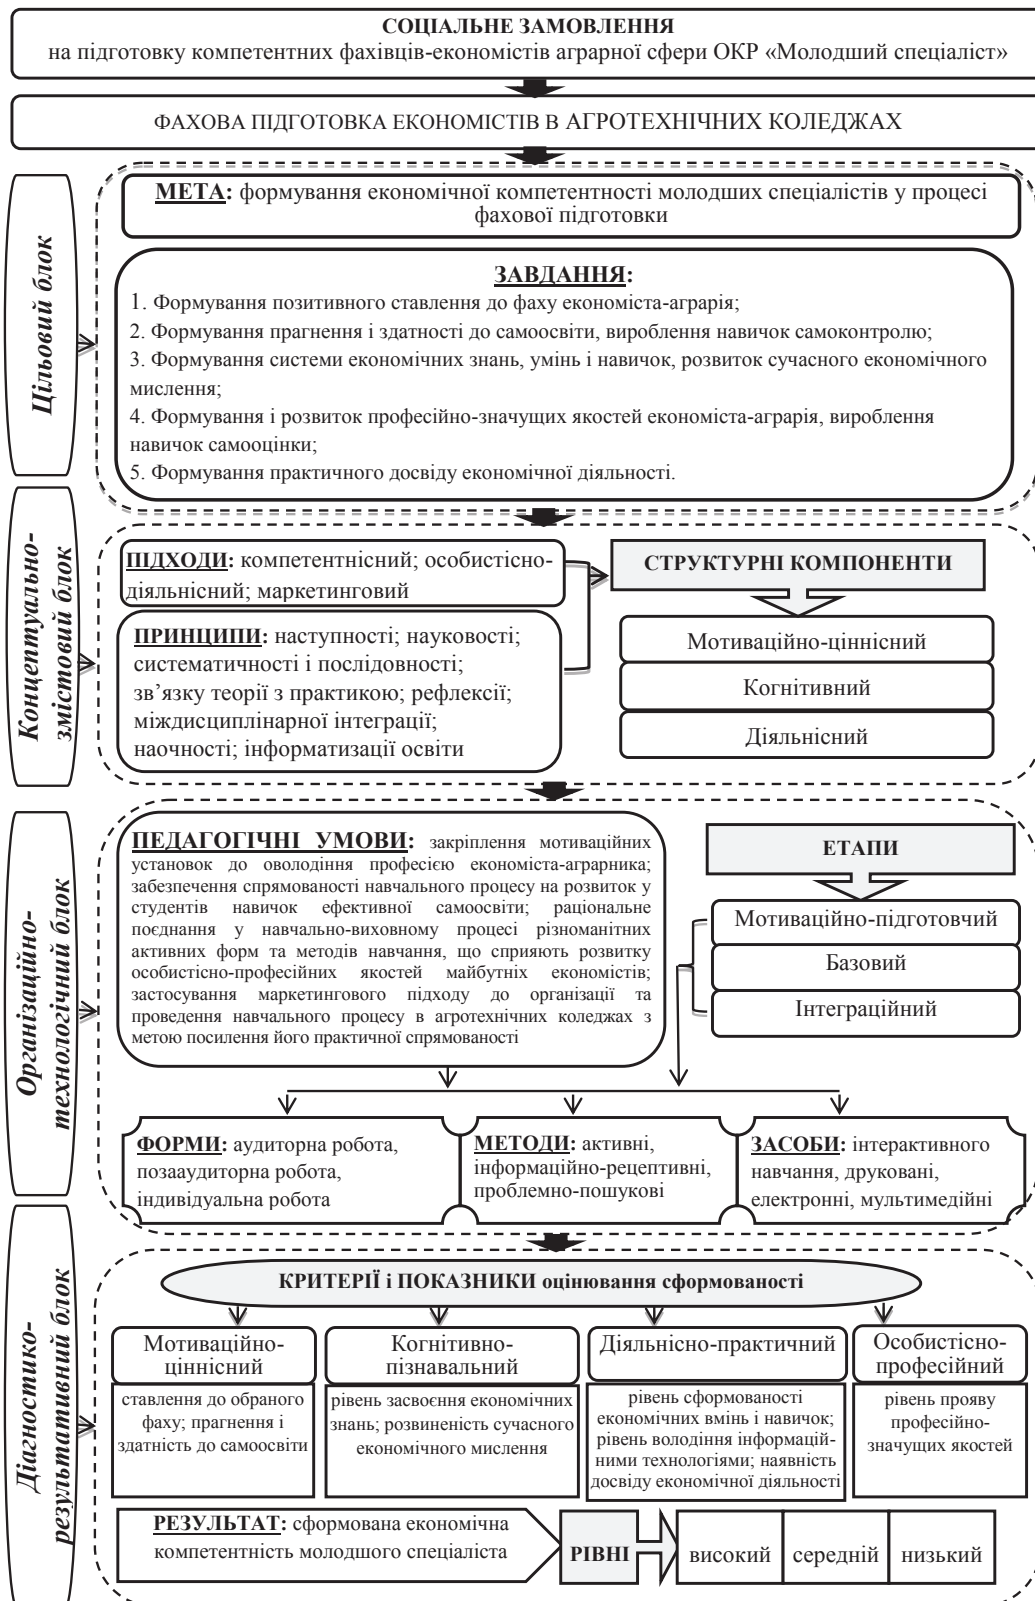 СОЦІАЛЬНЕ ЗАМОВЛЕННЯ
на підготовку компетентних фахівців-економістів аграрної сфери ОКР «Молодший спеціаліст»
ФАХОВА ПІДГОТОВКА ЕКОНОМІСТІВ В АГРОТЕХНІЧНИХ КОЛЕДЖАХ
Цільовий блок
МЕТА: формування економічної компетентності молодших спеціалістів у процесі
фахової підготовки
ЗАВДАННЯ:
1. Формування позитивного ставлення до фаху економіста-аграрія;
2. Формування прагнення і здатності до самоосвіти, вироблення навичок самоконтролю;
3. Формування системи економічних знань, умінь і навичок, розвиток сучасного економічного
мислення;
4. Формування і розвиток професійно-значущих якостей економіста-аграрія, вироблення
навичок самооцінки;
5. Формування практичного досвіду економічної діяльності.
Концептуально-
змістовий блок
ПІДХОДИ: компетентнісний; особистісно-
діяльнісний; маркетинговий
ПРИНЦИПИ: наступності; науковості;
систематичності і послідовності;
зв’язку теорії з практикою; рефлексії;
міждисциплінарної інтеграції;
наочності; інформатизації освіти
СТРУКТУРНІ КОМПОНЕНТИ
Мотиваційно-ціннісний
Когнітивний
Діяльнісний
Організаційно-
технологічний блок
ПЕДАГОГІЧНІ УМОВИ: закріплення мотиваційних
установок до оволодіння професією економіста-аграрника;
забезпечення спрямованості навчального процесу на розвиток у
студентів навичок ефективної самоосвіти; раціональне
поєднання у навчально-виховному процесі різноманітних
активних форм та методів навчання, що сприяють розвитку
особистісно-професійних якостей майбутніх економістів;
застосування маркетингового підходу до організації та
проведення навчального процесу в агротехнічних коледжах з
метою посилення його практичної спрямованості
ЕТАПИ
Мотиваційно-підготовчий
Базовий
Інтеграційний
ФОРМИ: аудиторна робота,
позааудиторна робота,
індивідуальна робота
МЕТОДИ: активні,
інформаційно-рецептивні,
проблемно-пошукові
ЗАСОБИ: інтерактивного
навчання, друковані,
електронні, мультимедійні
Діагностико-
результативний блок
КРИТЕРІЇ і ПОКАЗНИКИ оцінювання сформованості
Мотиваційно-
ціннісний
ставлення до обраного
фаху; прагнення і
здатність до самоосвіти
Когнітивно-
пізнавальний
рівень засвоєння економічних
знань; розвиненість сучасного
економічного мислення
Діяльнісно-практичний
рівень сформованості
економічних вмінь і навичок;
рівень володіння інформацій-
ними технологіями; наявність
досвіду економічної діяльності
Особистісно-
професійний
рівень прояву
професійно-
значущих якостей
РЕЗУЛЬТАТ: сформована економічна
компетентність молодшого спеціаліста
РІВНІ
високий
середній
низький